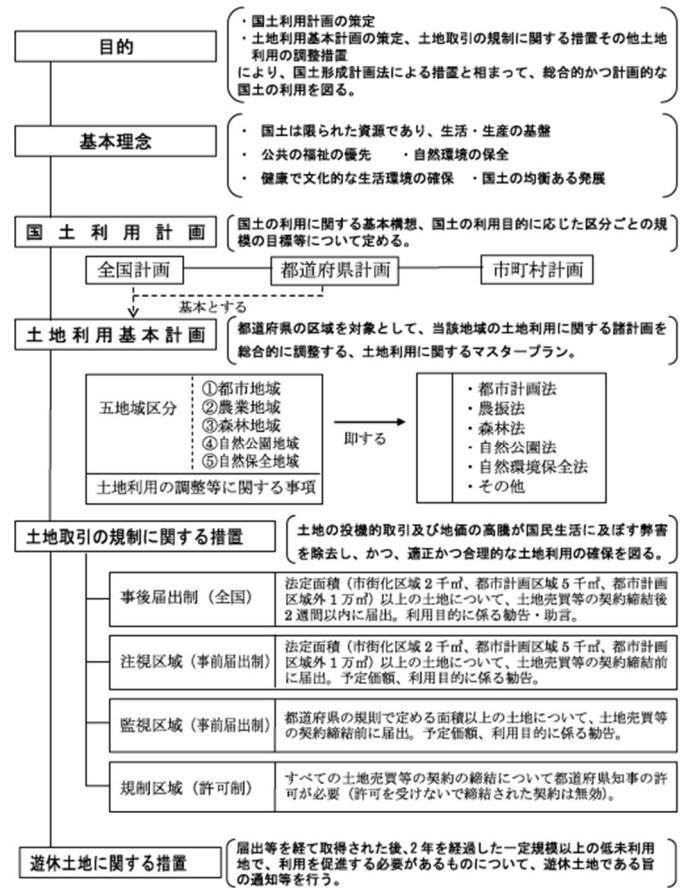 目的
・国土利用計画の策定
・土地利用基本計画の策定、土地取引の規制に関する措置その他土地
利用の調整措置
により、国土形成計画法による措置と相まって、総合的かつ計画的な
国土の利用を図る。
基本理念
・ 国土は限られた資源であり、生活・生産の基盤
・ 公共の福祉の優先 ・自然環境の保全
・ 健康で文化的な生活環境の確保 ・国土の均衡ある発展
国土利用計画
国土の利用に関する基本構想、国土の利用目的に応じた区分ごとの規
模の目標等について定める。
全国計画 都道府県計画 市町村計画
基本とする
土地利用基本計画
都道府県の区域を対象として、当該地域の土地利用に関する諸計画を
総合的に調整する、土地利用に関するマスタープラン。
五地域区分
①都市地域
②農業地域
③森林地域
④自然公園地域
⑤自然保全地域
土地利用の調整等に関する事項
即する
・都市計画法
・農振法
・森林法
・自然公園法
・自然環境保全法
・その他
土地取引の規制に関する措置
土地の投機的取引及び地価の高騰が国民生活に及ぼす弊害
を除去し、かつ、適正かつ合理的な土地利用の確保を図る。
事後届出制（全国）
法定面積（市街化区域２千㎡、都市計画区域５千㎡、都市計画
区域外１万㎡）以上の土地について、土地売買等の契約締結後
２週間以内に届出。利用目的に係る勧告・助言。
注視区域（事前届出制）
法定面積（市街化区域２千㎡、都市計画区域５千㎡、都市計画
区域外１万㎡）以上の土地について、土地売買等の契約締結前
に届出。予定価額、利用目的に係る勧告。
監視区域（事前届出制）
都道府県の規則で定める面積以上の土地について、土地売買等
の契約締結前に届出。予定価額、利用目的に係る勧告。
規制区域（許可制）
すべての土地売買等の契約の締結について都道府県知事の許
可が必要（許可を受けないで締結された契約は無効）。
遊休土地に関する措置
届出等を経て取得された後、２年を経過した一定規模以上の低未利用
地で、利用を促進する必要があるものについて、遊休土地である旨
の通知等を行う。